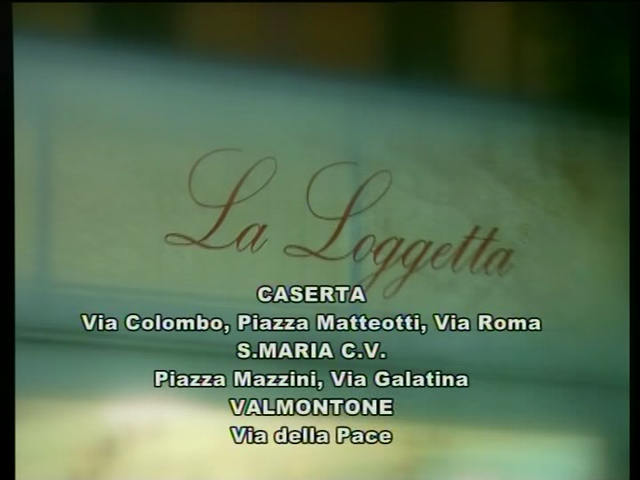 La Loggetta
CASERTA
Via Colombo, Piazza Matteotti, Via Roma
S.MARIA C.V.
Piazza Mazzini, Via Galatina
VALMONTONE
Via della Pace